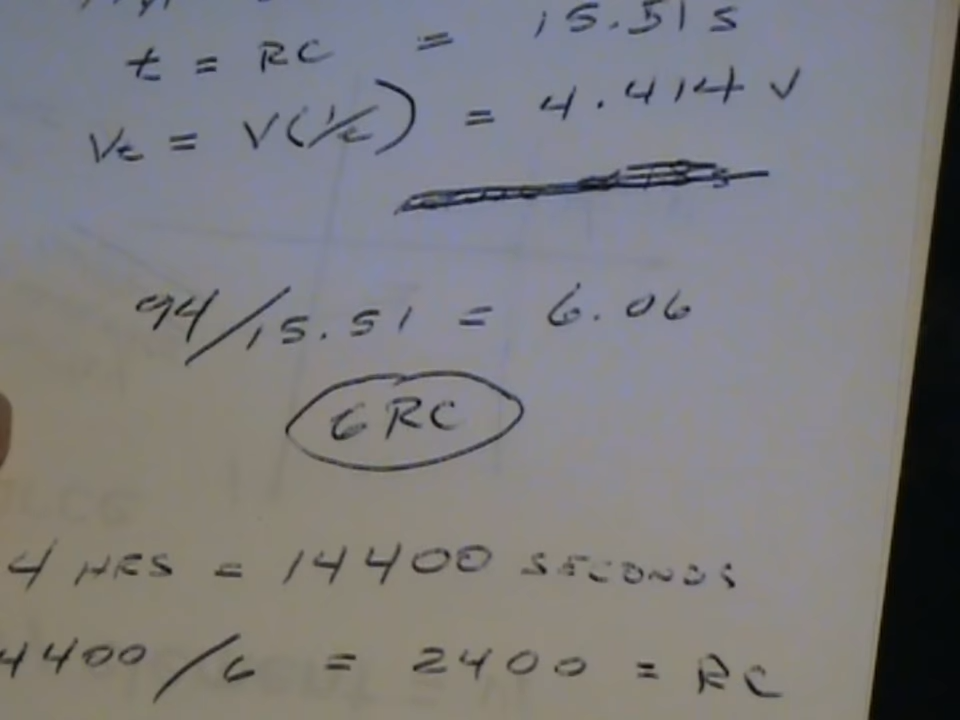 t = RC = 15.51 s
Vt = V(1/e) = 4.414 V
94/15.51 = 6.06
6RC
4 HRS = 14400 SECONDS
4400/6 = 2400 = RC